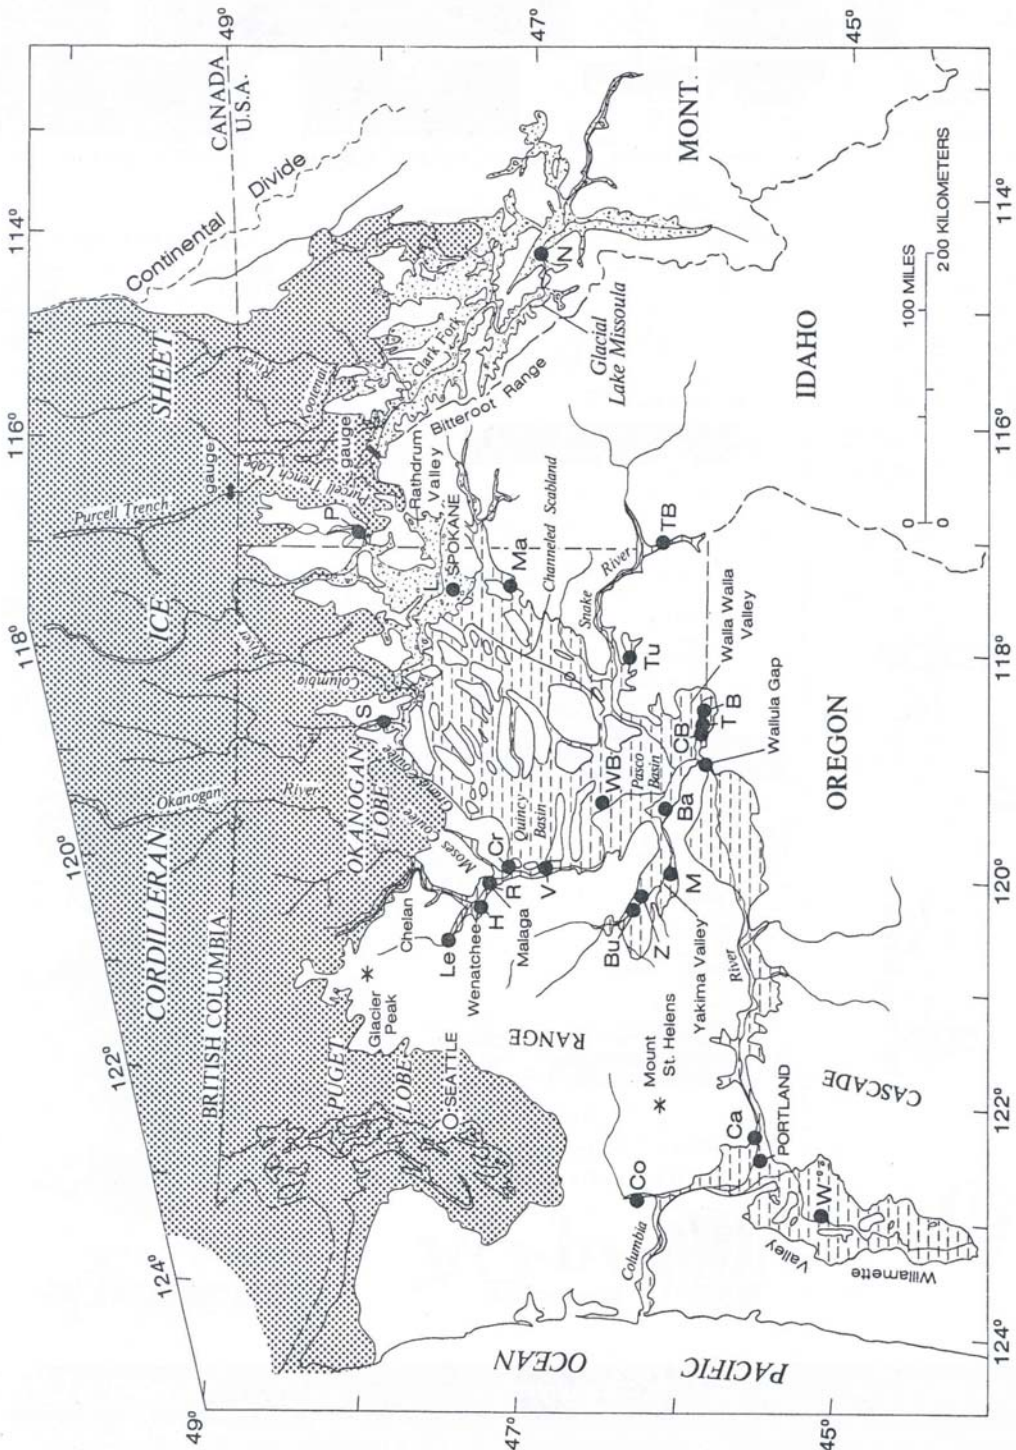 124°
122°
120°
118°
116°
114°
49°
49°
CORDILLERAN
ICE
SHEET
BRITISH COLUMBIA
CANADA
U.S.A.
Continental Divide
Purcell Trench
gauge
gauge
River
Kootenai
Purcell Trench Lobe
Columbia
River
Okanogan
River
OKANOGAN
LOBE
PUGET
LOBE
Grand Coulee
Moses Coulee
S
P
L
SPOKANE
Rathdrum
Valley
Clark Fork
Bitteroot Range
Glacial
Lake Missoula
N
MONT.
Glacier
Peak
Chelan
Le
Wenatchee
H
Malaga
R
Cr
V
Quincy
Basin
Ma
Channeled Scabland
SEATTLE
47°
47°
RANGE
Mount
St. Helens
Bu
Z
Yakima Valley
M
WB
Pasco
Basin
Ba
Snake
River
Tu
TB
CB
T
B
Walla Walla
Valley
Wallula Gap
IDAHO
Columbia
Co
Ca
PORTLAND
River
W
Willamette
Valley
CASCADE
OREGON
PACIFIC
OCEAN
0
100 MILES
0
200 KILOMETERS
45°
45°
124°
122°
120°
118°
116°
114°